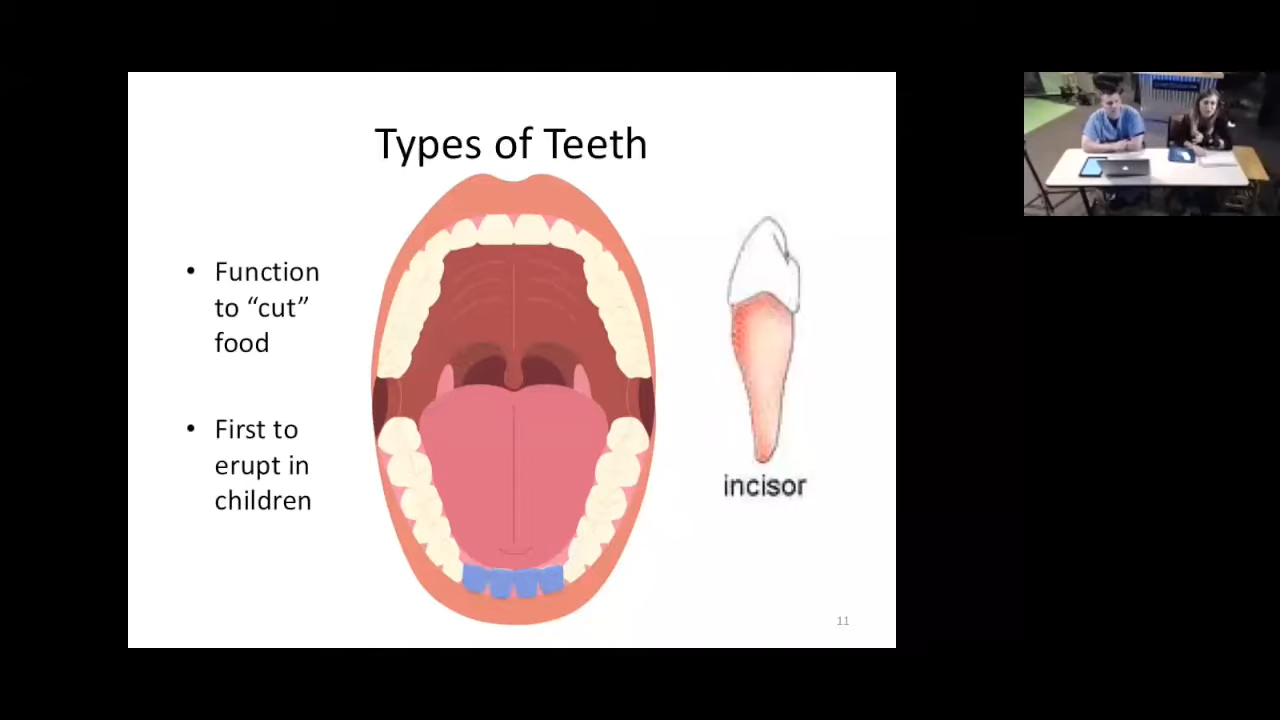 Types of Teeth
• Function
to “cut”
food
• First to
erupt in
children
incisor
11